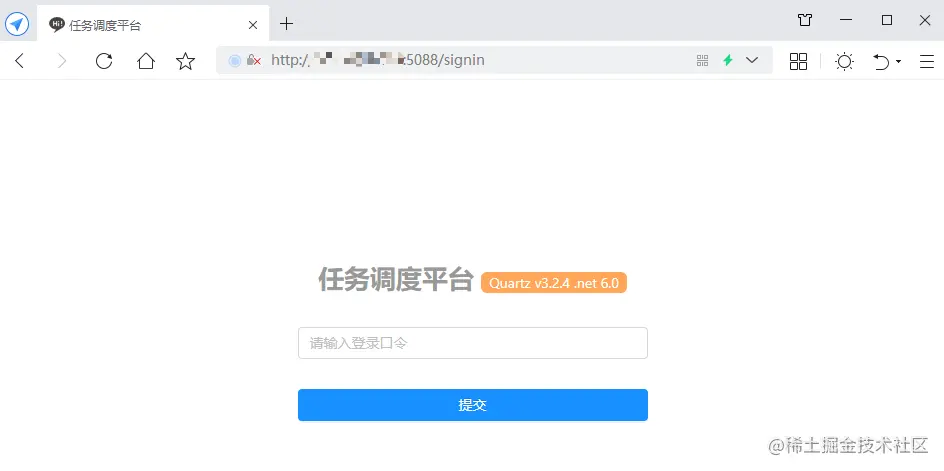 Hi!
任务调度平台
http:/
5088/signin
任务调度平台
Quartz v3.2.4 .net 6.0
请输入登录口令
提交
@稀土掘金技术社区